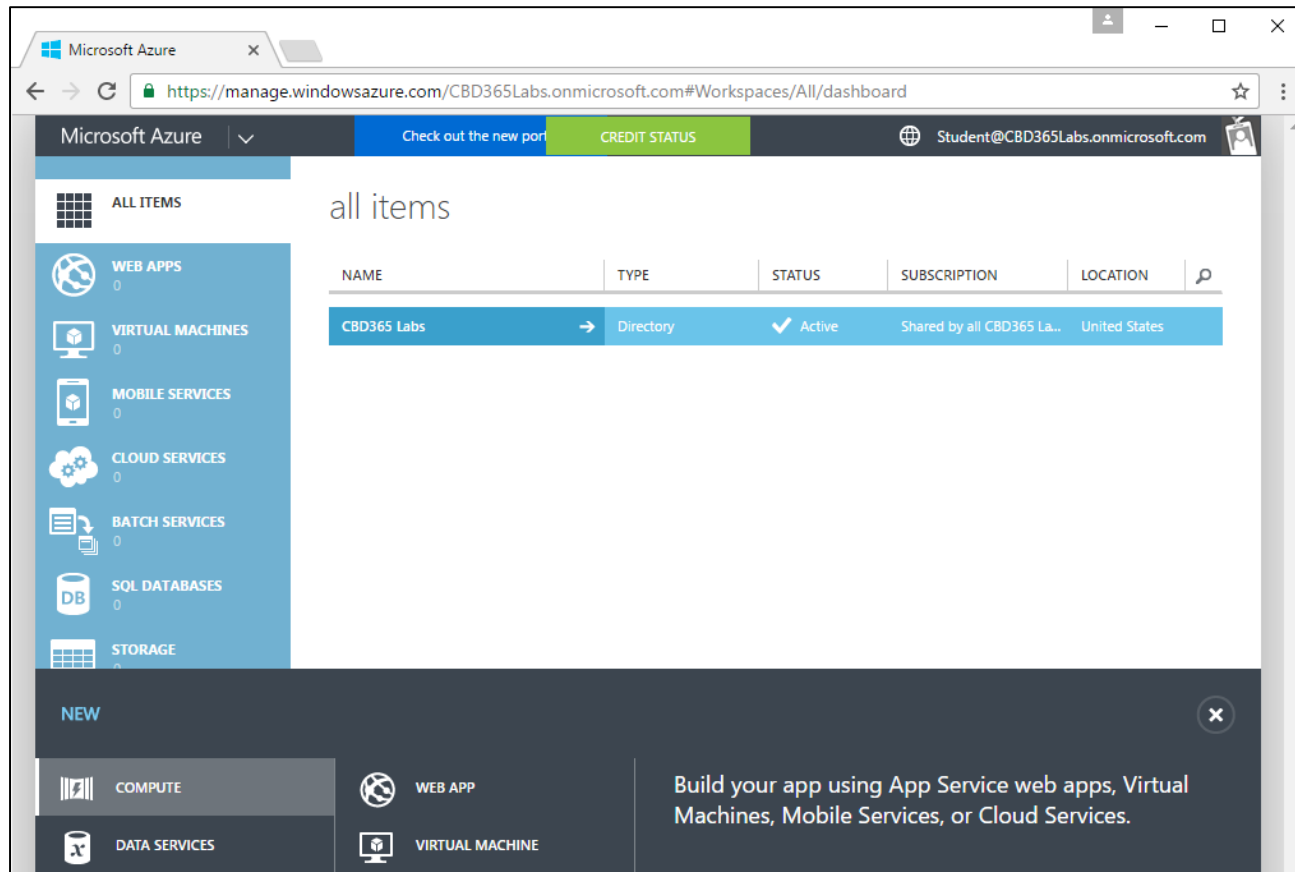 Microsoft Azure
https://manage.windowsazure.com/CBD365Labs.onmicrosoft.com#Workspaces/All/dashboard
Microsoft Azure
Check out the new port
CREDIT STATUS
Student@CBD365Labs.onmicrosoft.com
ALL ITEMS
WEB APPS
0
VIRTUAL MACHINES
0
MOBILE SERVICES
0
CLOUD SERVICES
0
BATCH SERVICES
0
DB
SQL DATABASES
0
STORAGE
0
all items
NAME TYPE STATUS SUBSCRIPTION LOCATION
CBD365 Labs Directory Active Shared by all CBD365 La... United States
NEW
COMPUTE
DATA SERVICES
WEB APP
VIRTUAL MACHINE
Build your app using App Service web apps, Virtual
Machines, Mobile Services, or Cloud Services.